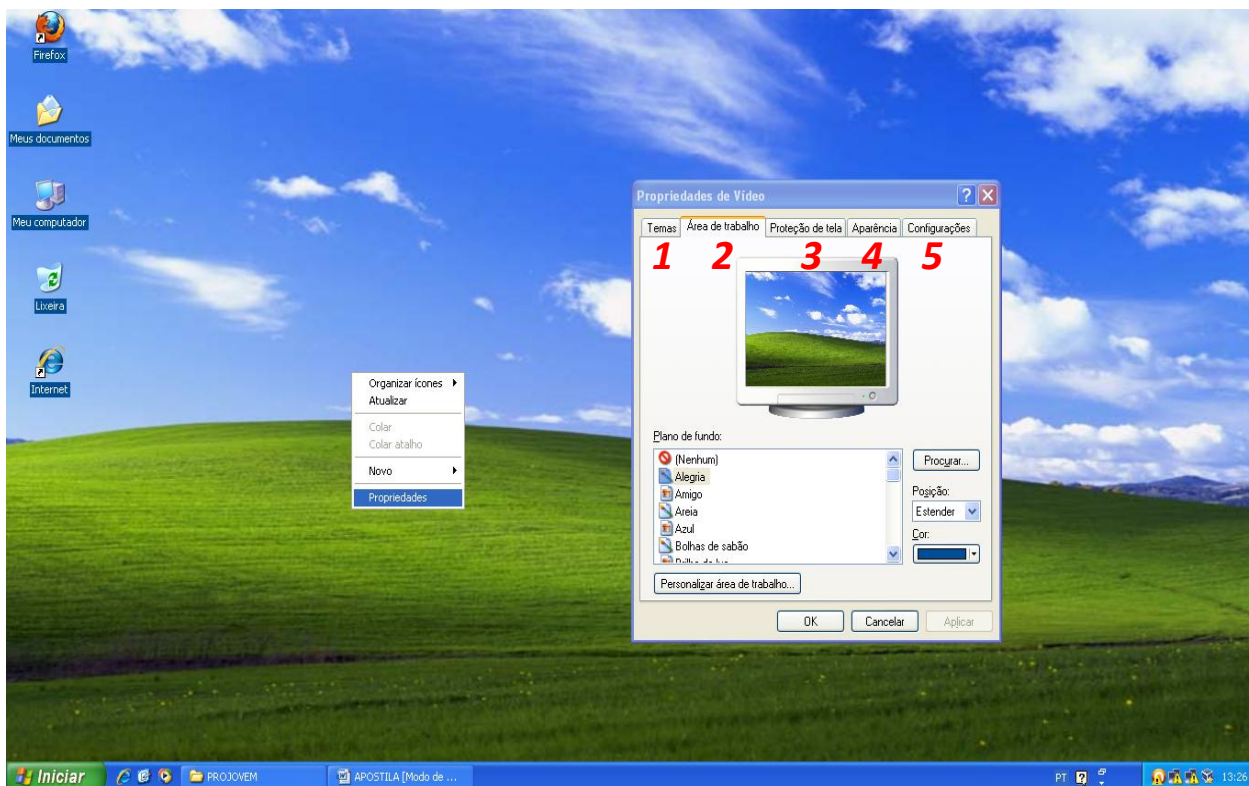 Firefox
Meus documentos
Meu computador
Lixeira
Internet
Organizar ícones
Atualizar
Colar
Colar atalho
Novo
Propriedades
Propriedades de Vídeo
Temas Área de trabalho Proteção de tela Aparência Configurações
1 2 3 4 5
Plano de fundo:
(Nenhum)
Alegria
Amigo
Areia
Azul
Bolhas de sabão
Procurar...
Posição:
Estender
Cor:
Personalizar área de trabalho...
OK Cancelar Aplicar
Iniciar PROJOVEM APOSTILA [Modo de ... PT 13:26